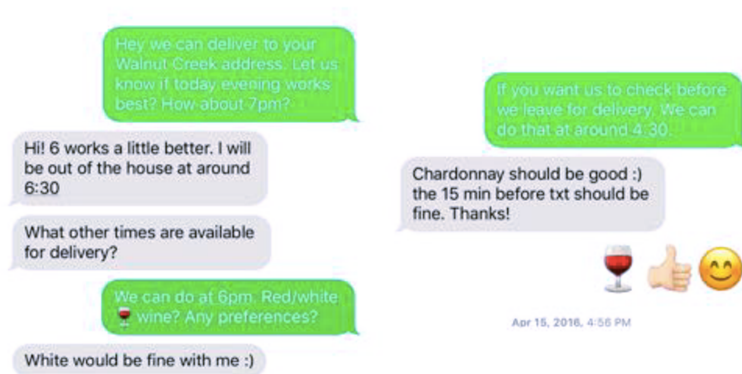 Hey we can deliver to your
Walnut Creek address. Let us
know if today evening works
best? How about 7pm?
Hi! 6 works a little better. I will
be out of the house at around
6:30
What other times are available
for delivery?
We can do at 6pm. Red/white
🍷 wine? Any preferences?
White would be fine with me :)
If you want us to check before
we leave for delivery. We can
do that at around 4:30.
Chardonnay should be good :)
the 15 min before txt should be
fine. Thanks!
🍷👍🏻😊
Apr 15, 2016, 4:56 PM